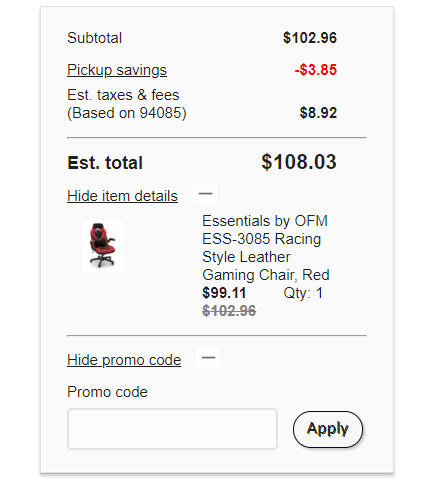 Subtotal $102.96
Pickup savings -$3.85
Est. taxes & fees
(Based on 94085) $8.92
Est. total $108.03
Hide item details
Essentials by OFM
ESS-3085 Racing
Style Leather
Gaming Chair, Red
$99.11 Qty: 1
$102.96
Hide promo code
Promo code
Apply